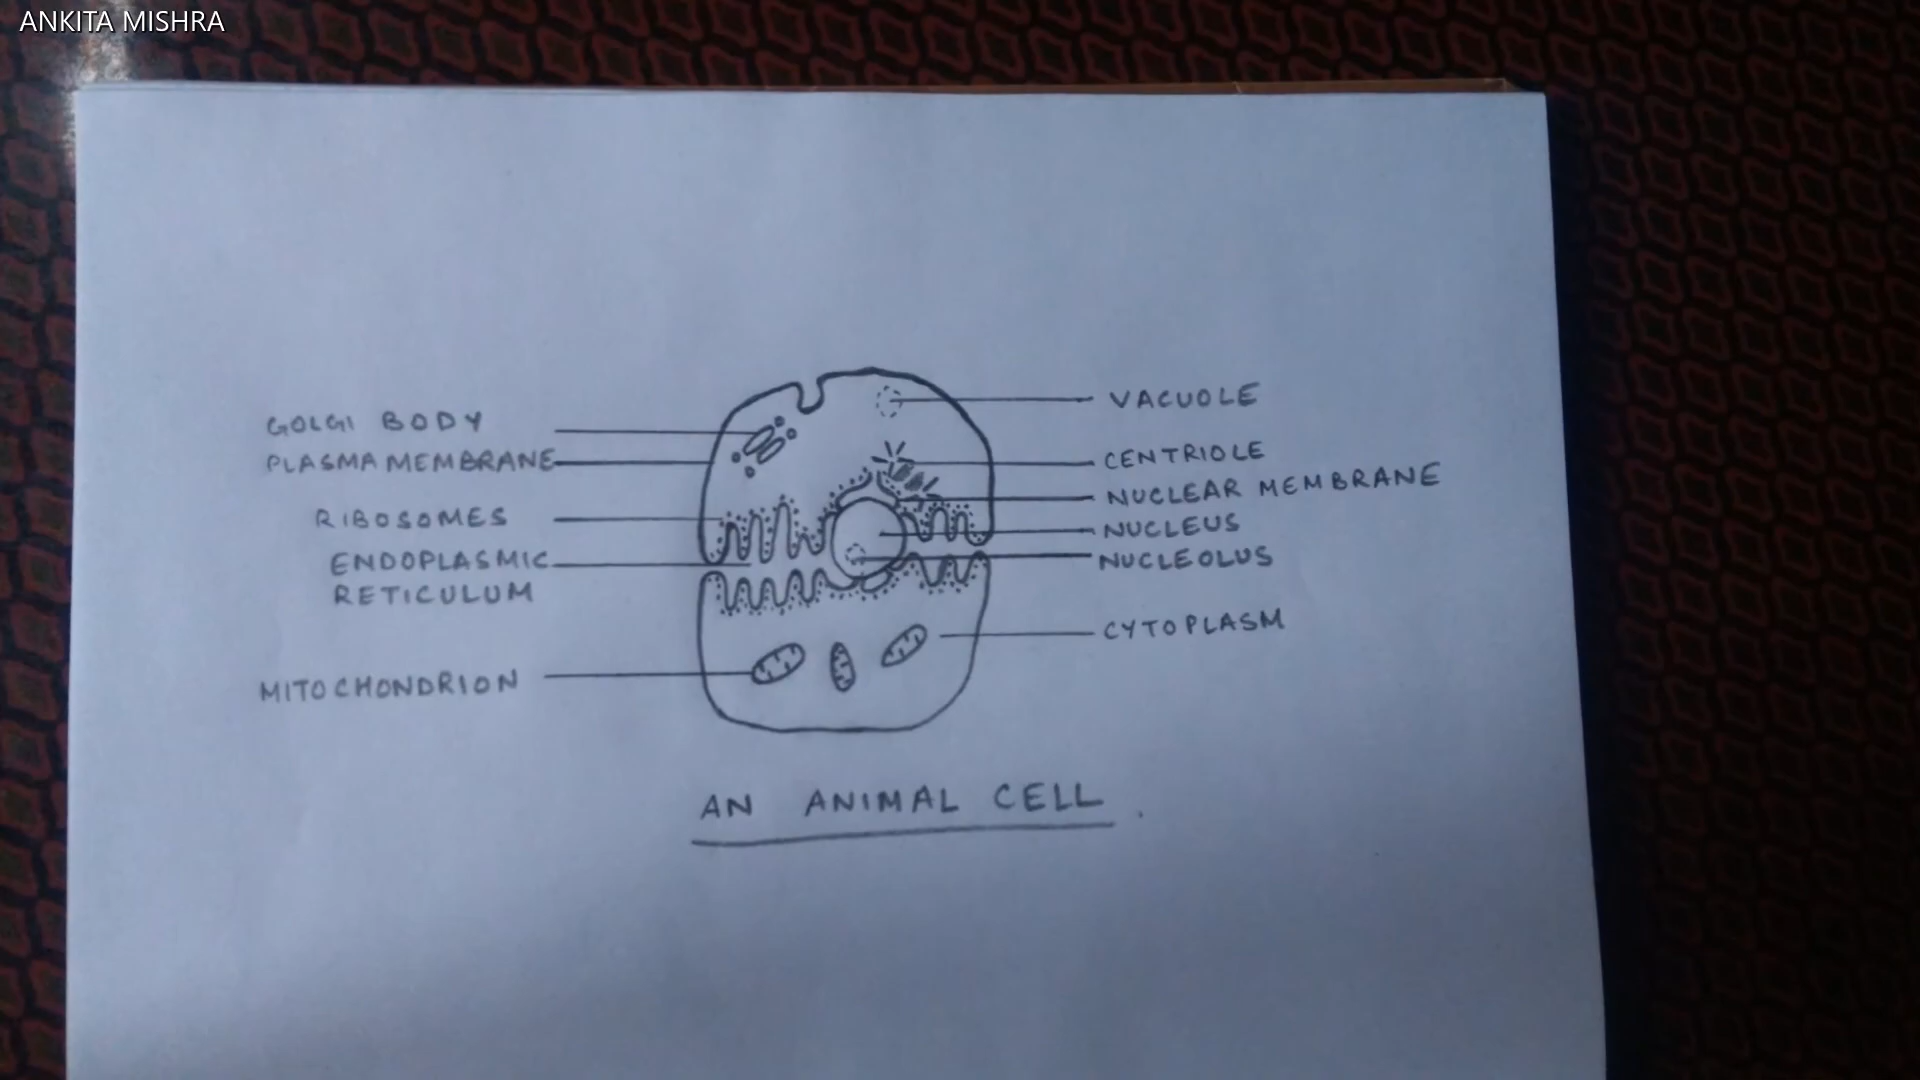 ANKITA MISHRA
GOLGI BODY
PLASMA MEMBRANE
RIBOSOMES
ENDOPLASMIC
RETICULUM
MITOCHONDRION
VACUOLE
CENTRIOLE
NUCLEAR MEMBRANE
NUCLEUS
NUCLEOLUS
CYTOPLASM
AN ANIMAL CELL.